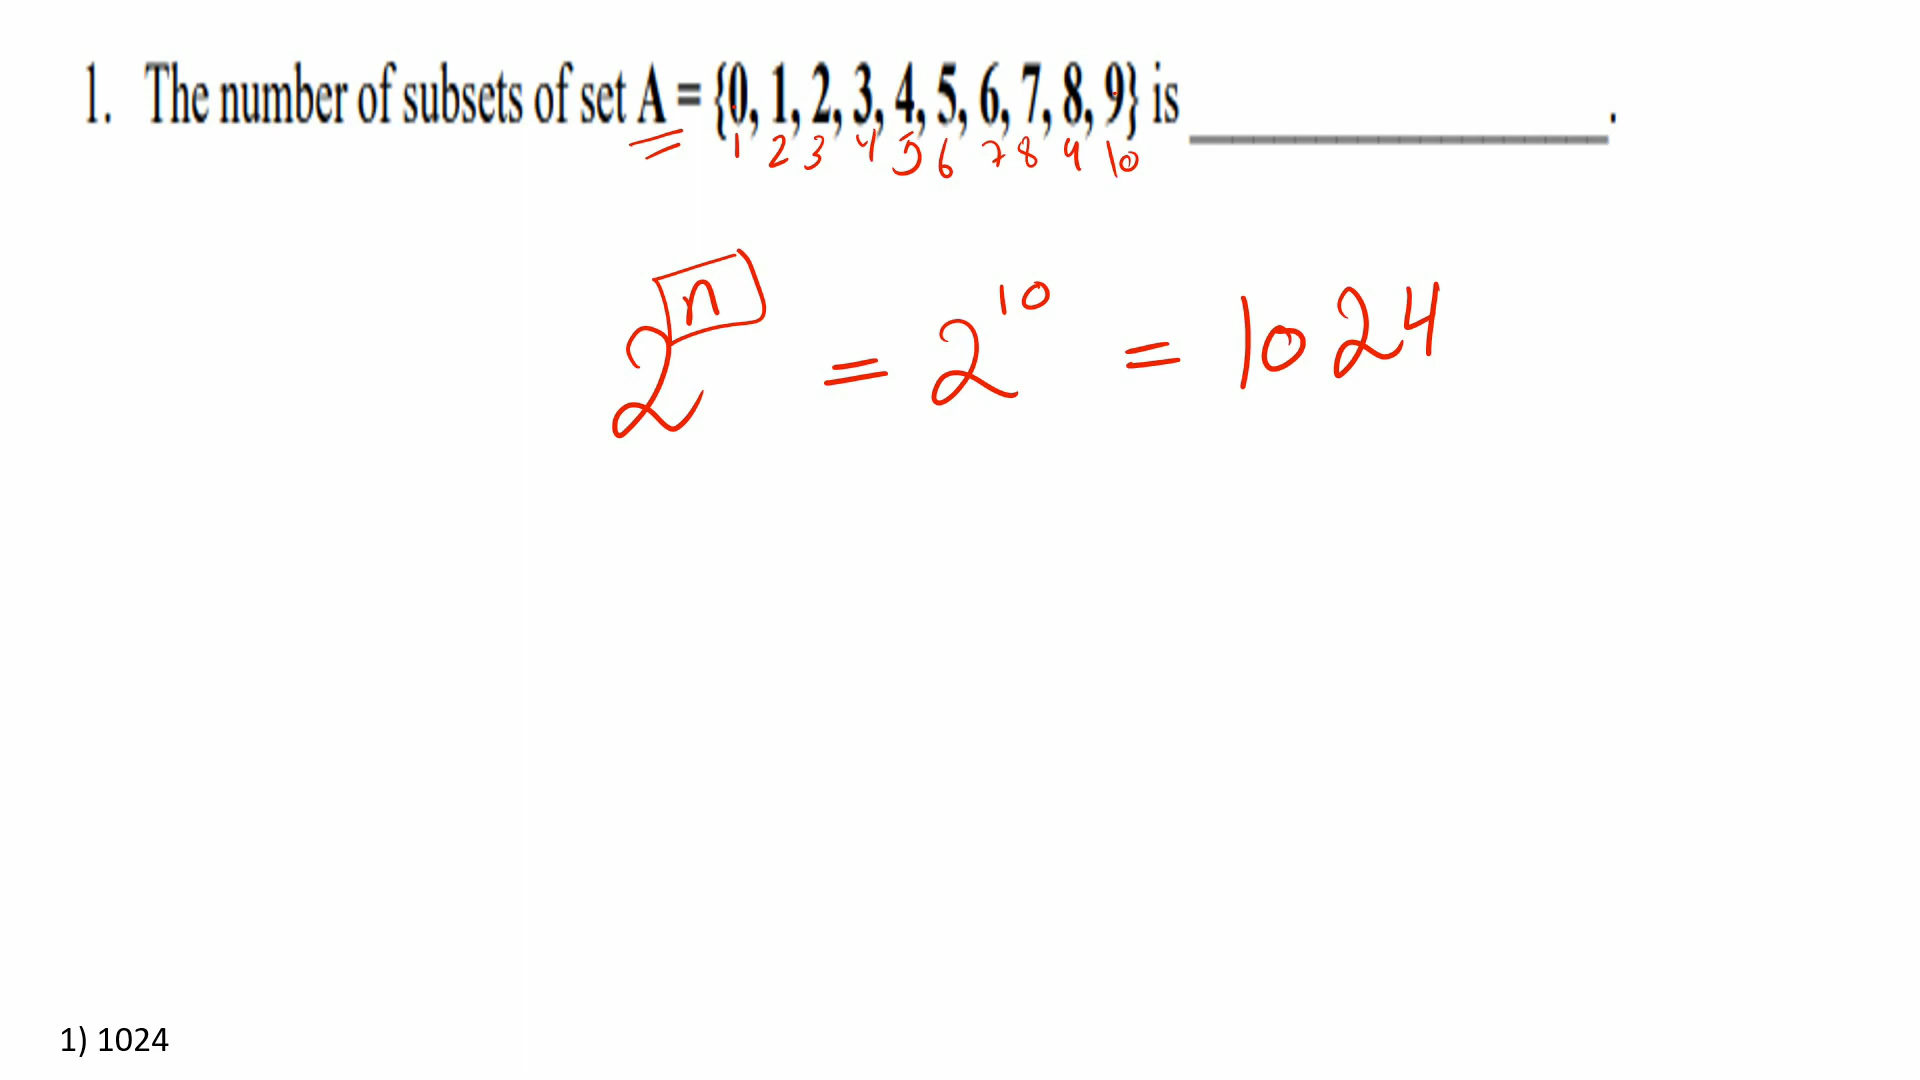 1. The number of subsets of set A = {0, 1, 2, 3, 4, 5, 6, 7, 8, 9} is ____________________.
1 2 3 4 5 6 7 8 9 10
2^n = 2^10 = 1024
1) 1024